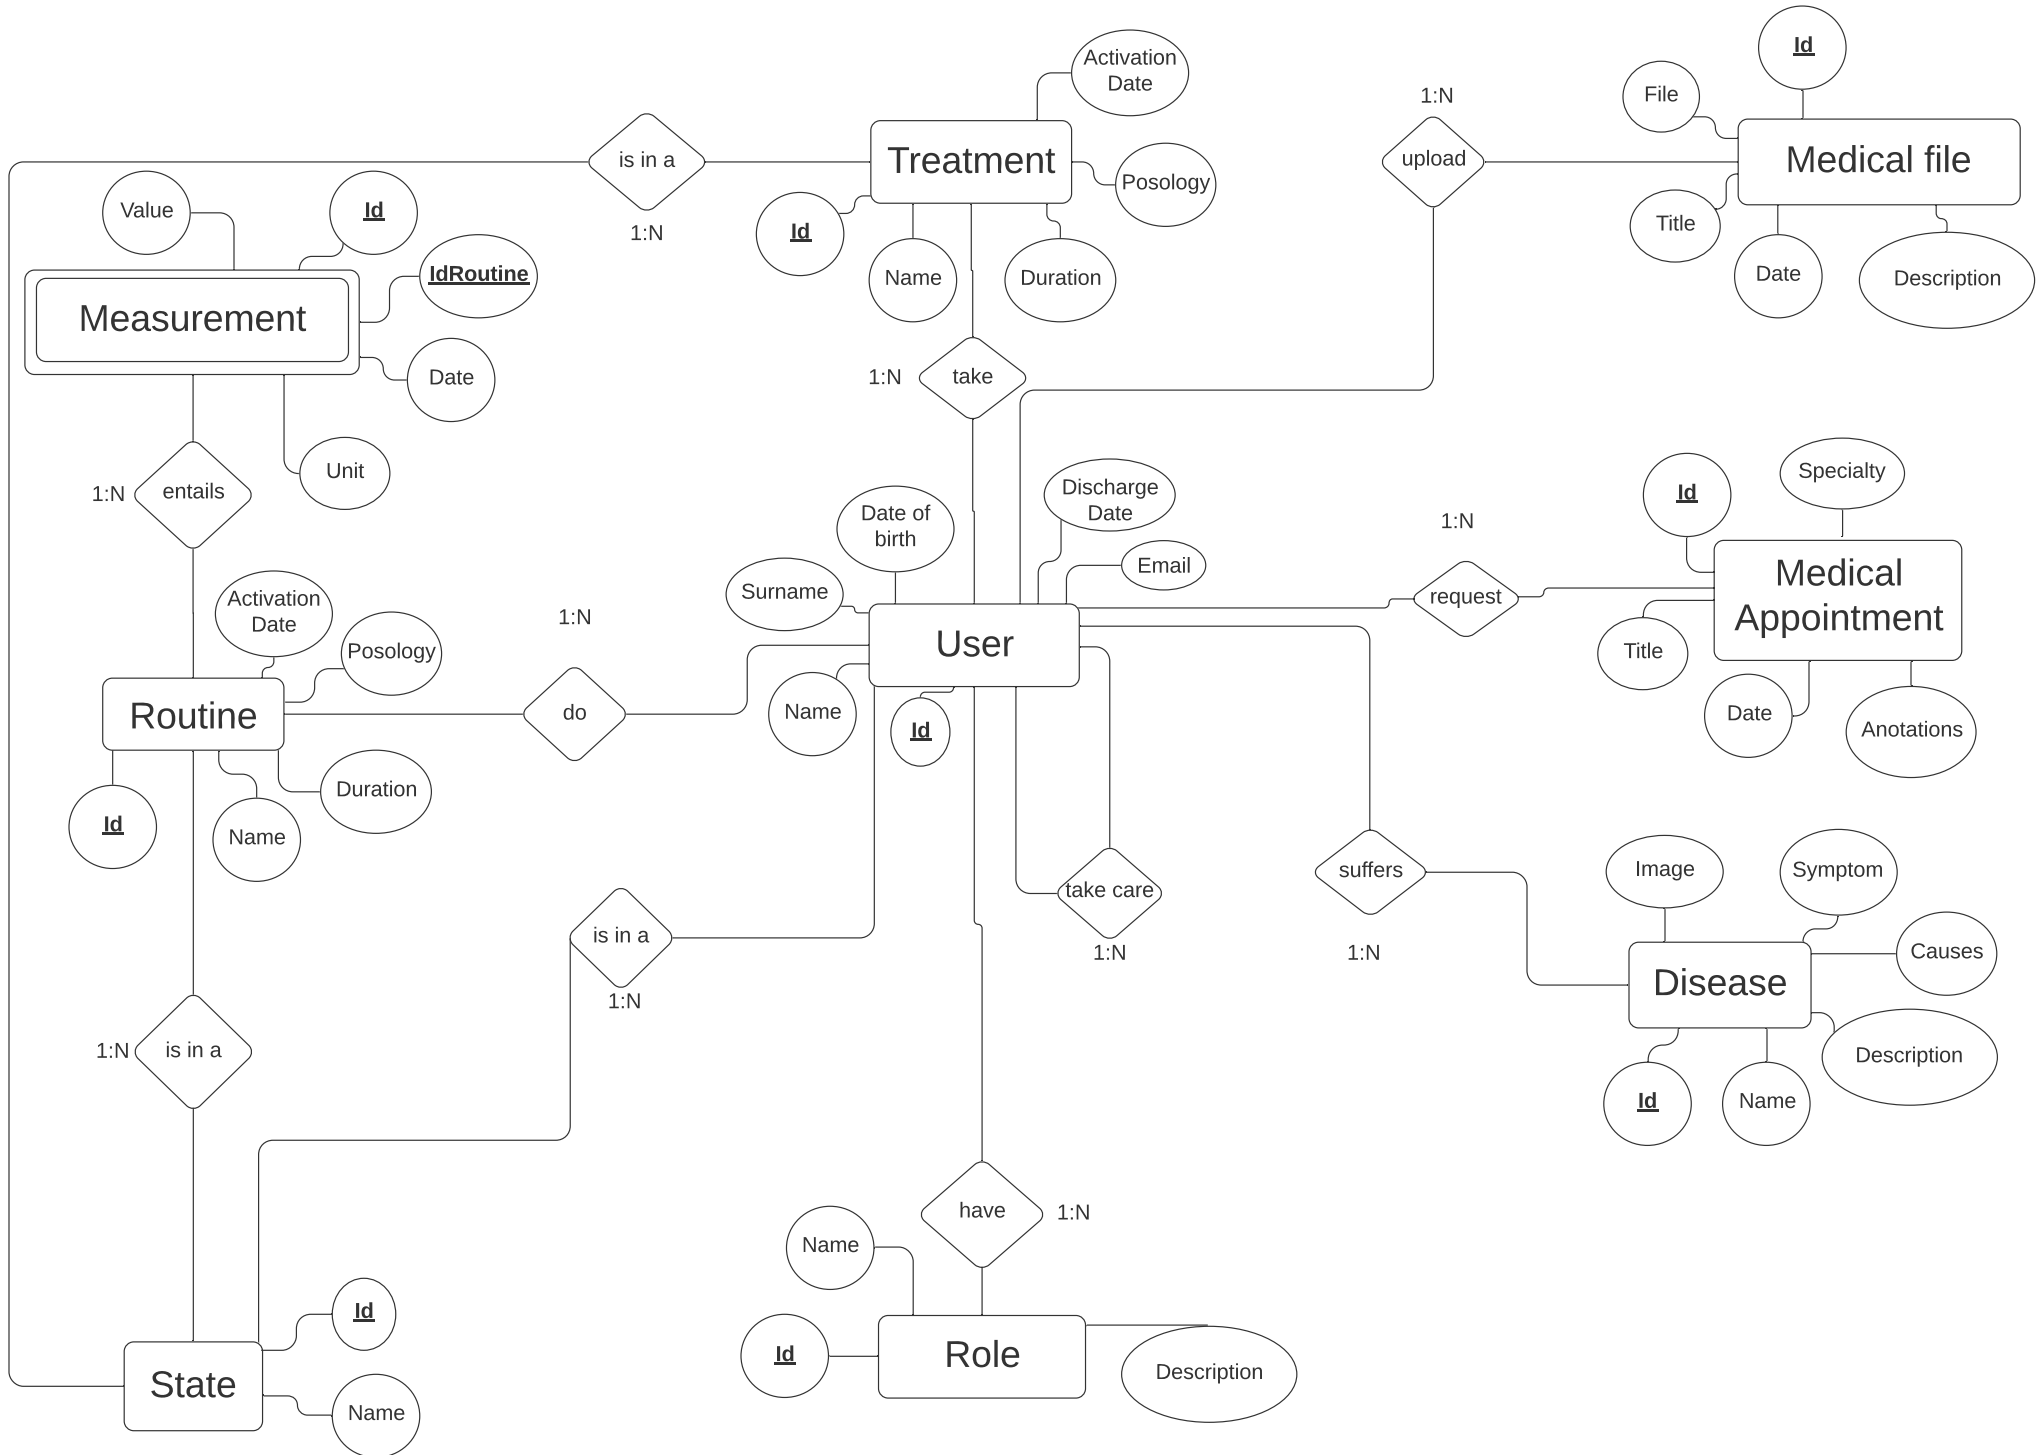 Id
Activation
Date
1:N
File
is in a
Treatment
upload
Medical file
Posology
Value
Id
Id
1:N
Title
IdRoutine
Name
Duration
Date
Description
Measurement
Date
1:N
take
Unit
entails
1:N
Discharge
Date
Date of
birth
Id
Specialty
1:N
Email
Surname
request
Medical
Appointment
Activation
Date
1:N
Posology
User
Title
Routine
do
Name
Id
Date
Anotations
Duration
Id
Name
suffers
Image
Symptom
take care
is in a
1:N
1:N
1:N
Causes
Disease
Description
1:N
is in a
Id
Name
have
1:N
Name
Id
Id
Role
Description
State
Name